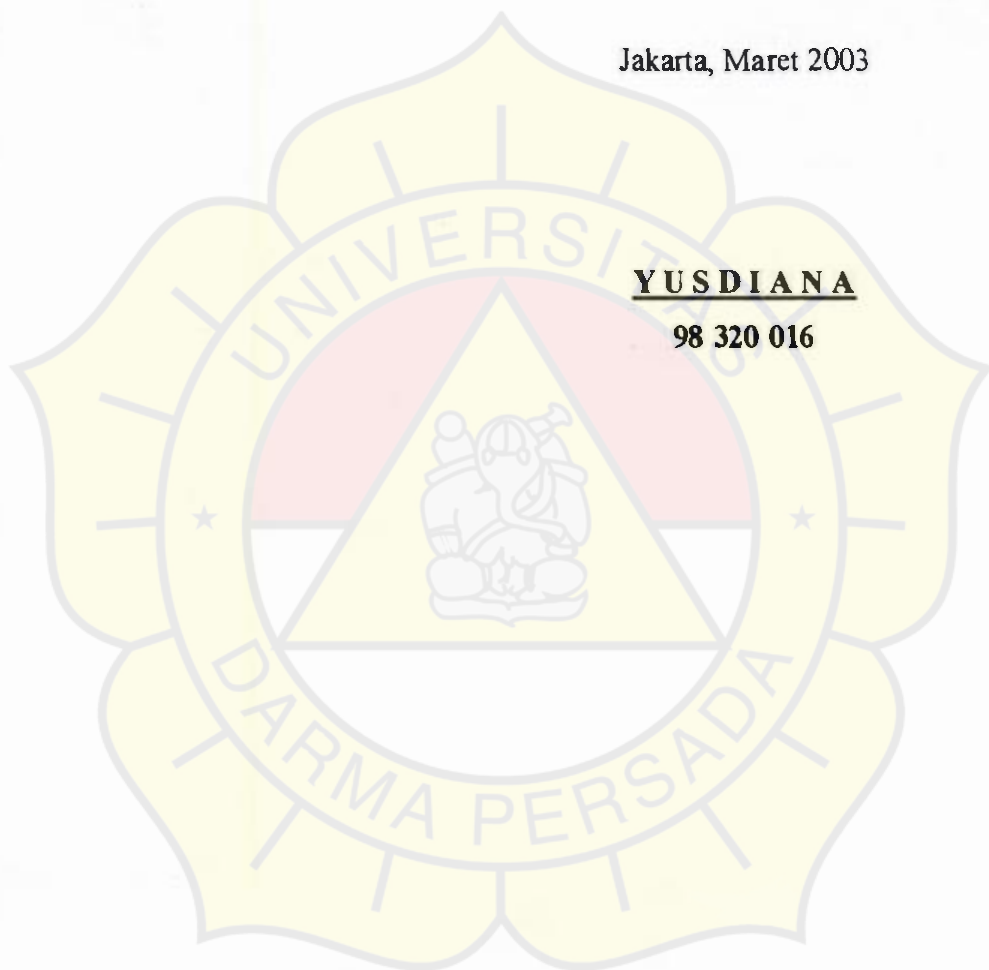 Jakarta, Maret 2003
YUSDIANA
98 320 016
UNIVERSITAS
DARMA PERSADA